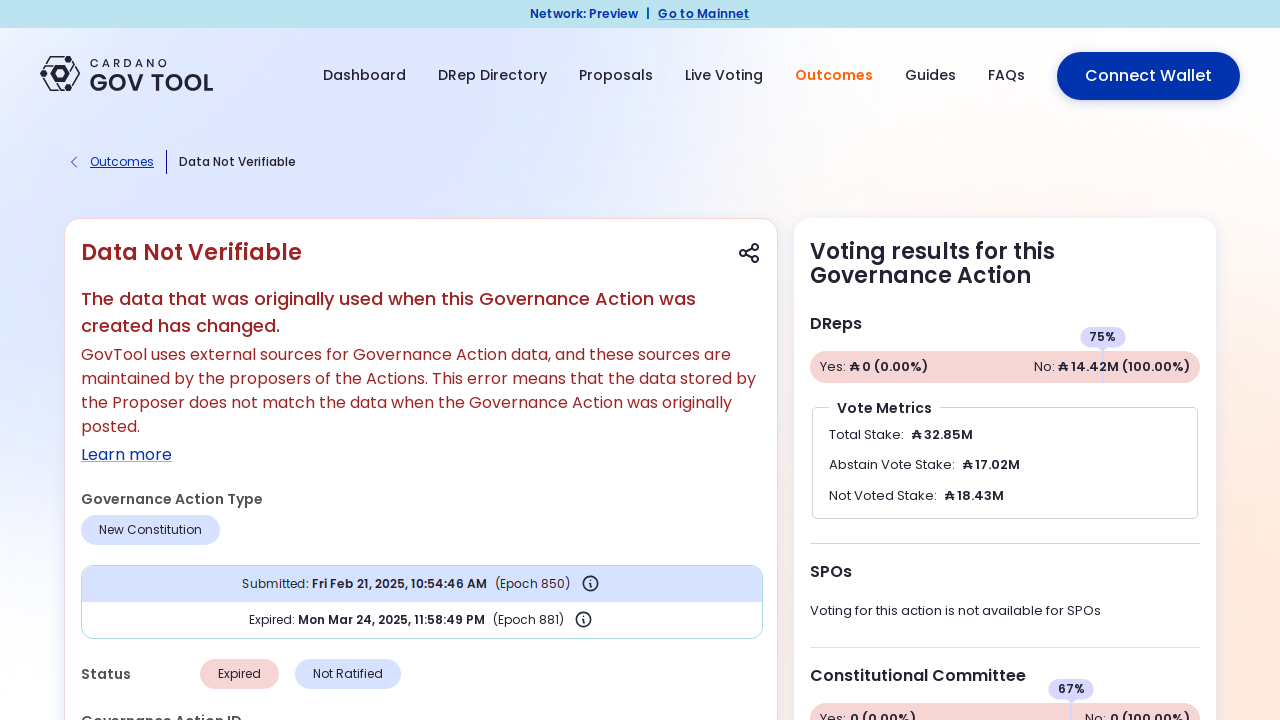 Network: Preview | Go to Mainnet
CARDANO
GOV TOOL
Dashboard
DRep Directory
Proposals
Live Voting
Outcomes
Guides
FAQs
Connect Wallet
Outcomes
Data Not Verifiable
Data Not Verifiable
The data that was originally used when this Governance Action was
created has changed.
GovTool uses external sources for Governance Action data, and these sources are
maintained by the proposers of the Actions. This error means that the data stored by
the Proposer does not match the data when the Governance Action was originally
posted.
Learn more
Governance Action Type
New Constitution
Submitted: Fri Feb 21, 2025, 10:54:46 AM (Epoch 850)
Expired: Mon Mar 24, 2025, 11:58:49 PM (Epoch 881)
Status
Expired
Not Ratified
Governance Action ID
Voting results for this
Governance Action
DReps
75%
Yes: ₳ 0 (0.00%)
No: ₳ 14.42M (100.00%)
Vote Metrics
Total Stake: ₳ 32.85M
Abstain Vote Stake: ₳ 17.02M
Not Voted Stake: ₳ 18.43M
SPOs
Voting for this action is not available for SPOs
Constitutional Committee
67%
Yes: 0 (0.00%)
No: 0 (100.00%)